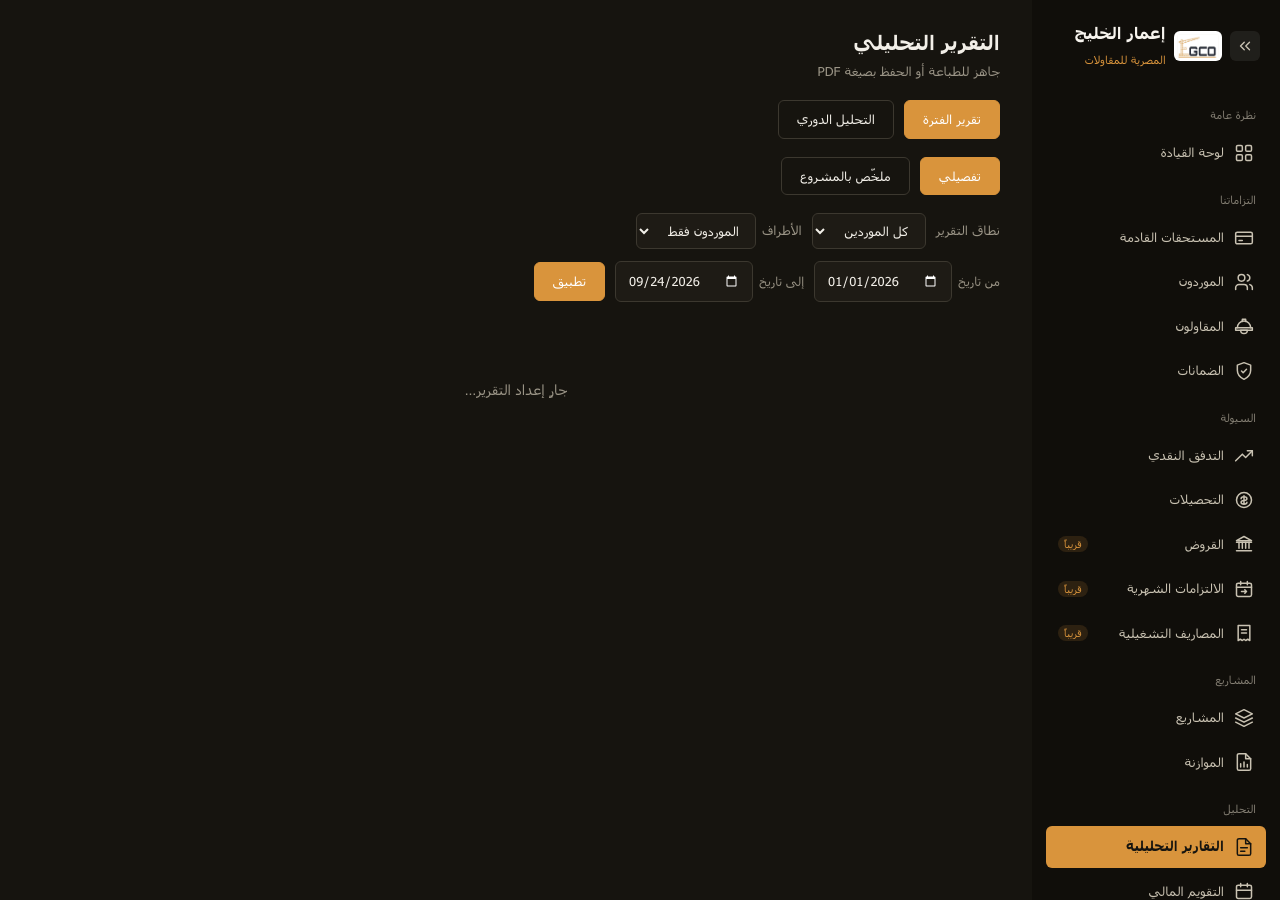 إعمار الخليج
المصرية للمقاولات
GCO
نظرة عامة
لوحة القيادة
التزاماتنا
المستحقات القادمة
الموردون
المقاولون
الضمانات
السيولة
التدفق النقدي
التحصيلات
القروض
قريباً
الالتزامات الشهرية
قريباً
المصاريف التشغيلية
قريباً
المشاريع
المشاريع
الموازنة
التحليل
التقارير التحليلية
التقويم المالي
التقرير التحليلي
جاهز للطباعة أو الحفظ بصيغة PDF
تقرير الفترة
التحليل الدوري
تفصيلي
ملخّص بالمشروع
نطاق التقرير
كل الموردين
الأطراف
الموردون فقط
من تاريخ
01/01/2026
إلى تاريخ
09/24/2026
تطبيق
جارٍ إعداد التقرير...